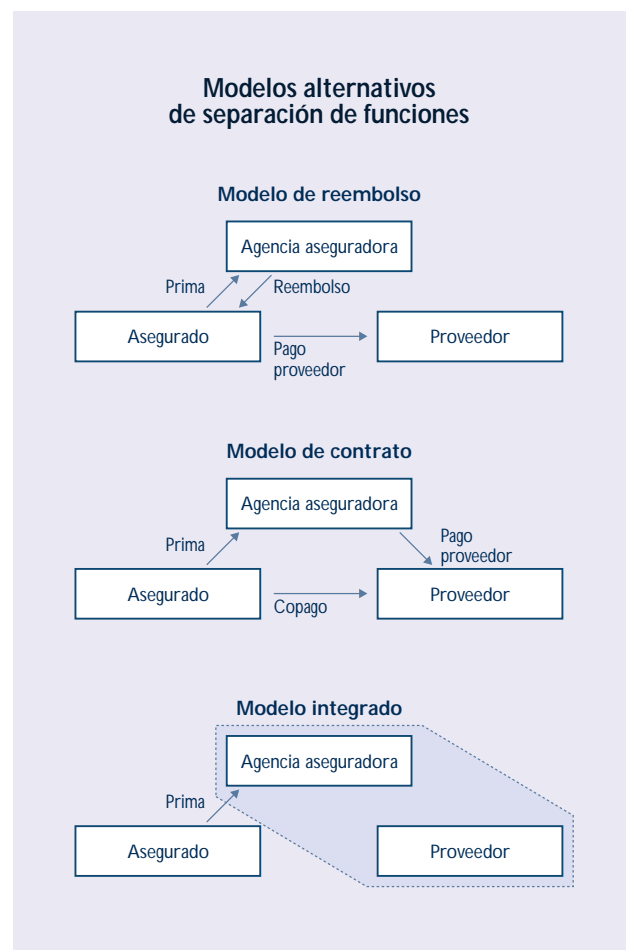 Modelos alternativos
de separación de funciones
Modelo de reembolso
Agencia aseguradora
Prima
Reembolso
Asegurado
Pago
proveedor
Proveedor
Modelo de contrato
Agencia aseguradora
Prima
Pago
proveedor
Asegurado
Copago
Proveedor
Modelo integrado
Agencia aseguradora
Prima
Asegurado
Proveedor